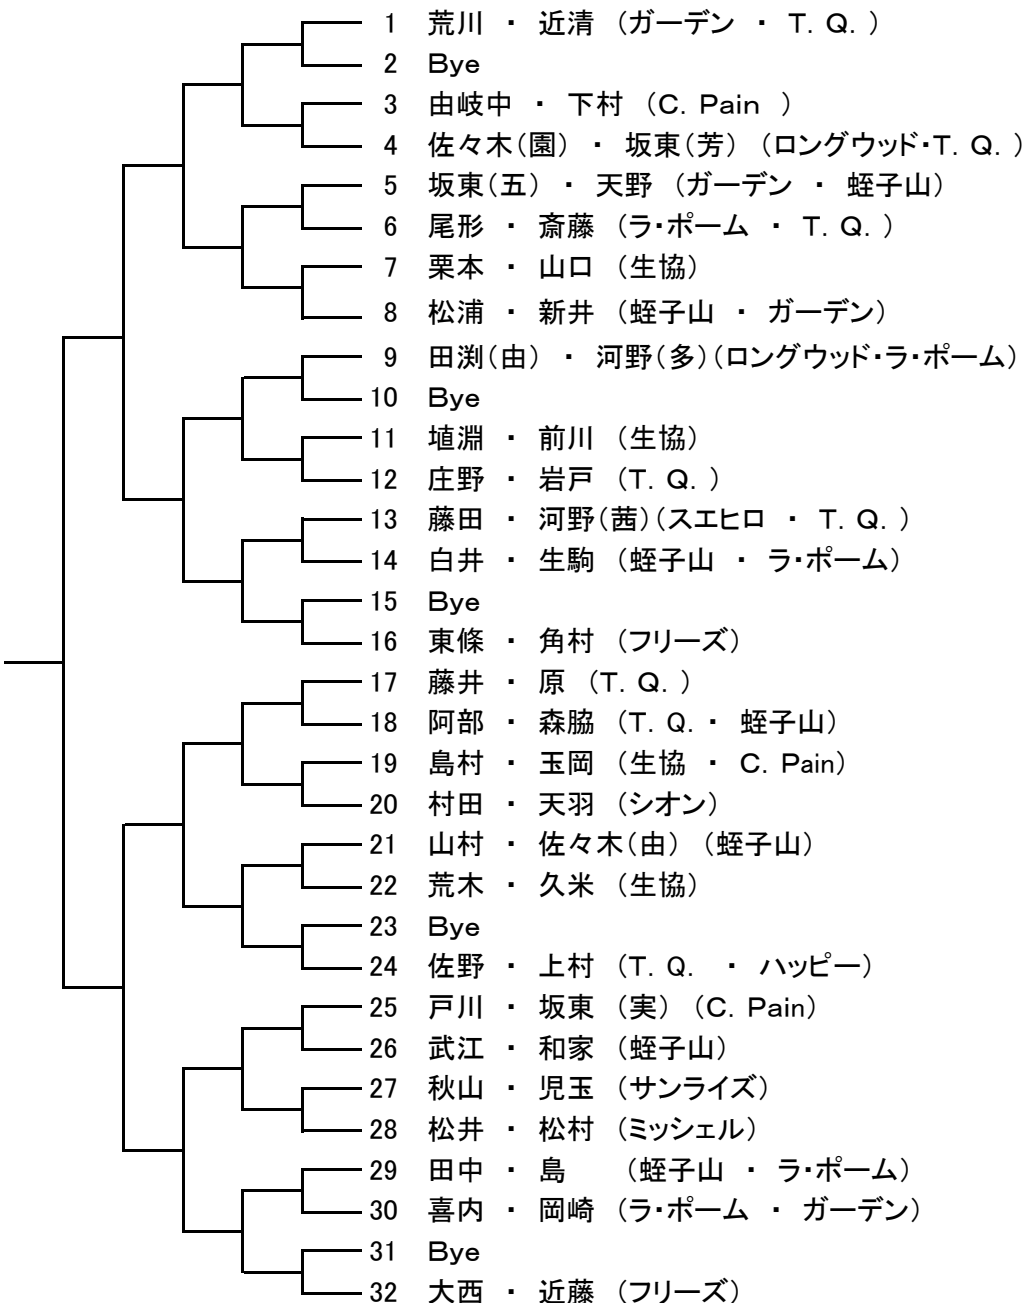 1 荒川 ・ 近清 (ガーデン ・ T. Q. )
2 Bye
3 由岐中 ・ 下村 (C. Pain )
4 佐々木(園) ・ 坂東(芳) (ロングウッド・T. Q. )
5 坂東(五) ・ 天野 (ガーデン ・ 蛭子山)
6 尾形 ・ 斎藤 (ラ・ポーム ・ T. Q. )
7 栗本 ・ 山口 (生協)
8 松浦 ・ 新井 (蛭子山 ・ ガーデン)
9 田渕(由) ・ 河野(多)(ロングウッド・ラ・ポーム)
10 Bye
11 埴淵 ・ 前川 (生協)
12 庄野 ・ 岩戸 (T. Q. )
13 藤田 ・ 河野(茜)(スエヒロ ・ T. Q. )
14 白井 ・ 生駒 (蛭子山 ・ ラ・ポーム)
15 Bye
16 東條 ・ 角村 (フリーズ)
17 藤井 ・ 原 (T. Q. )
18 阿部 ・ 森脇 (T. Q. ・ 蛭子山)
19 島村 ・ 玉岡 (生協 ・ C. Pain)
20 村田 ・ 天羽 (シオン)
21 山村 ・ 佐々木(由) (蛭子山)
22 荒木 ・ 久米 (生協)
23 Bye
24 佐野 ・ 上村 (T. Q. ・ ハッピー)
25 戸川 ・ 坂東 (実) (C. Pain)
26 武江 ・ 和家 (蛭子山)
27 秋山 ・ 児玉 (サンライズ)
28 松井 ・ 松村 (ミッシェル)
29 田中 ・ 島 (蛭子山 ・ ラ・ポーム)
30 喜内 ・ 岡崎 (ラ・ポーム ・ ガーデン)
31 Bye
32 大西 ・ 近藤 (フリーズ)